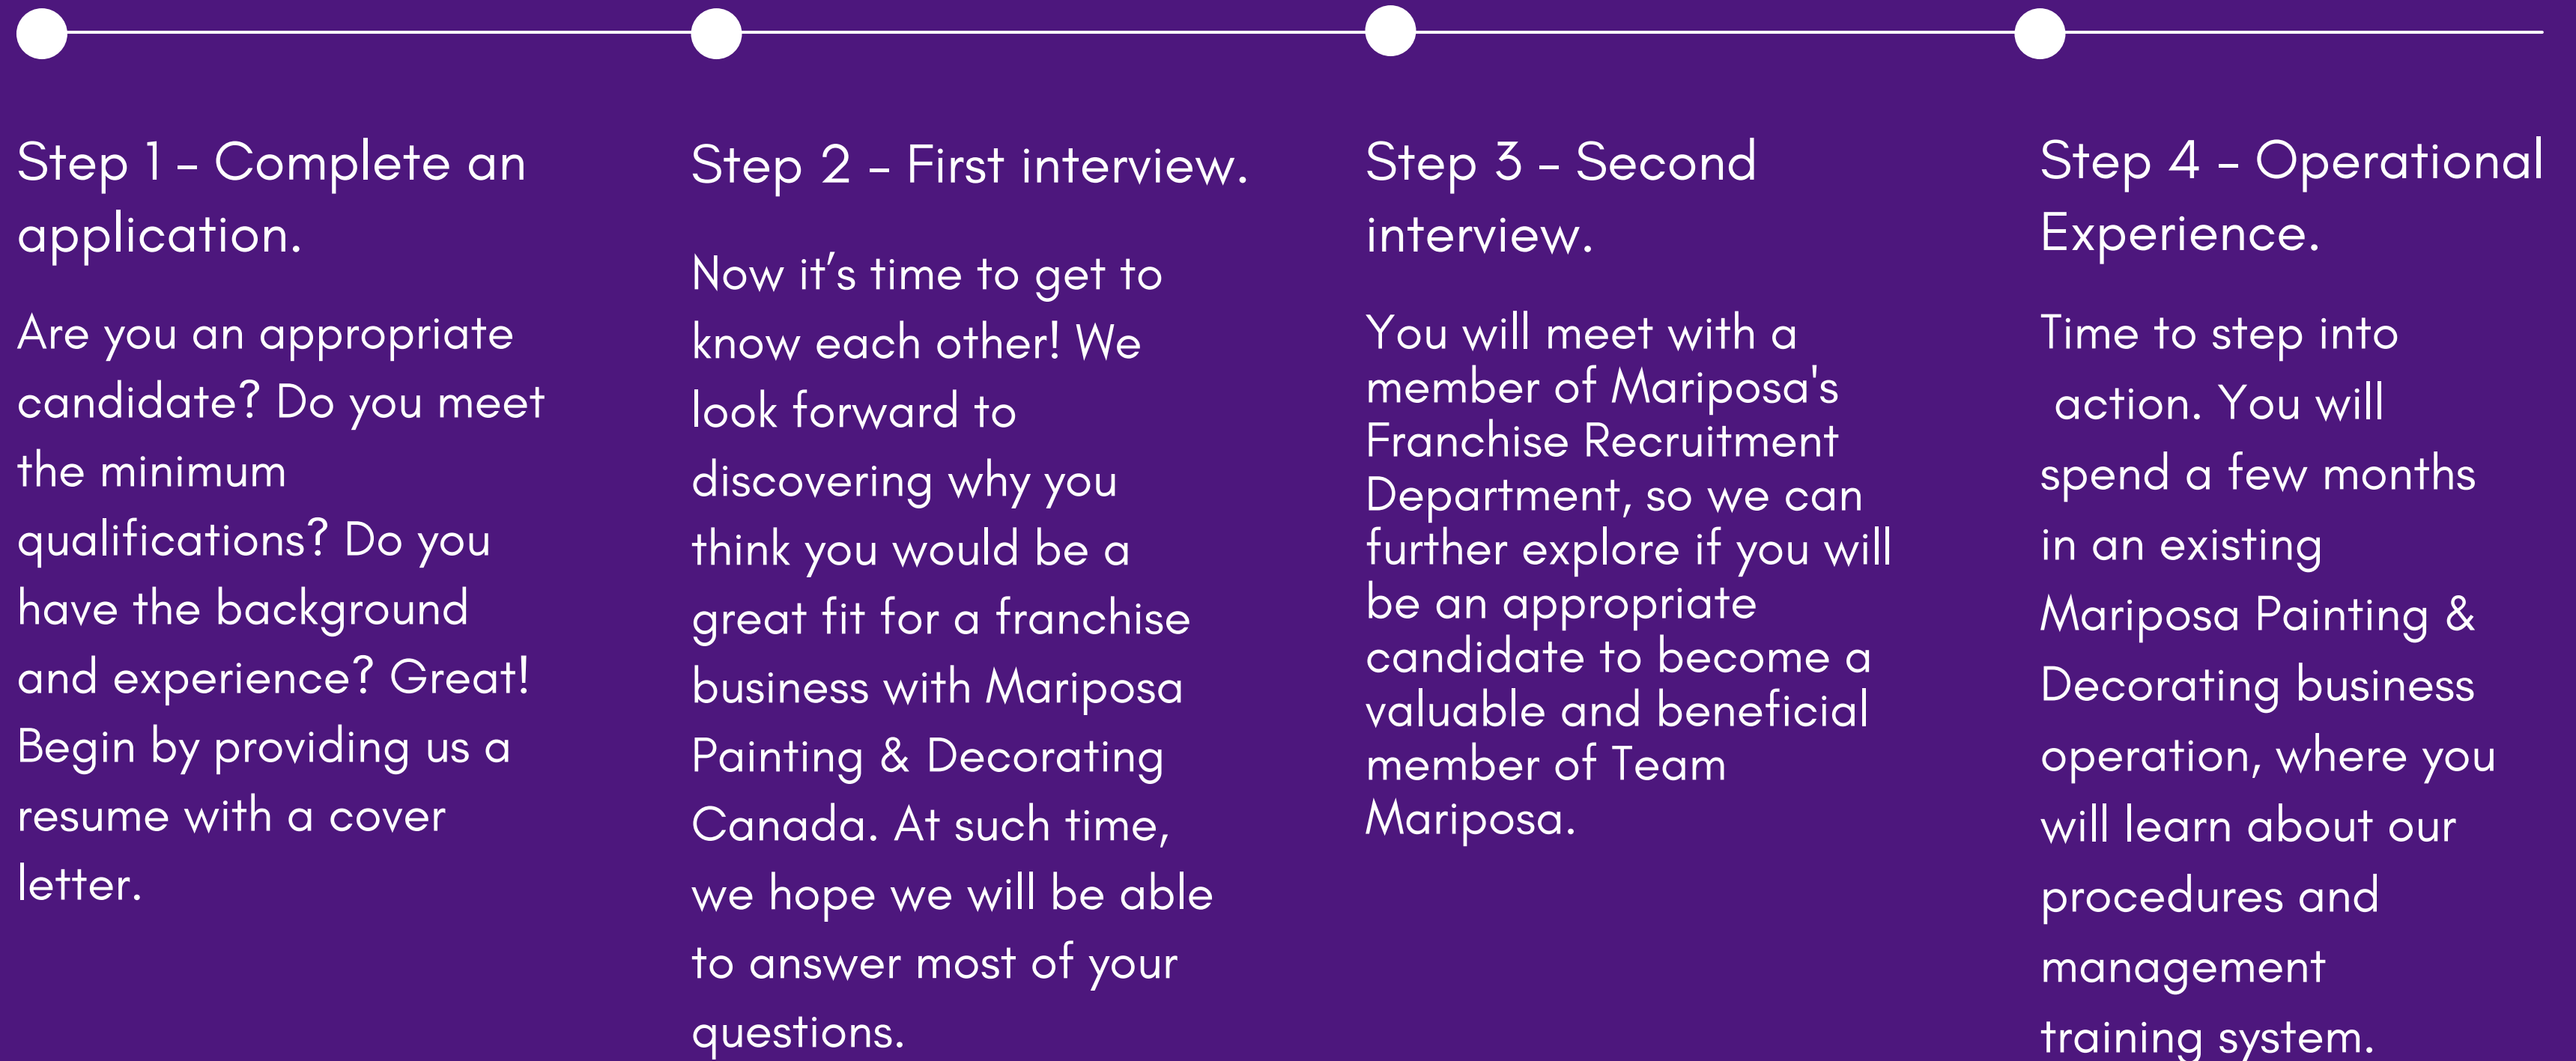 Step 1 - Complete an
application.
Are you an appropriate
candidate? Do you meet
the minimum
qualifications? Do you
have the background
and experience? Great!
Begin by providing us a
resume with a cover
letter.
Step 2 - First interview.
Now it’s time to get to
know each other! We
look forward to
discovering why you
think you would be a
great fit for a franchise
business with Mariposa
Painting & Decorating
Canada. At such time,
we hope we will be able
to answer most of your
questions.
Step 3 - Second
interview.
You will meet with a
member of Mariposa's
Franchise Recruitment
Department, so we can
further explore if you will
be an appropriate
candidate to become a
valuable and beneficial
member of Team
Mariposa.
Step 4 - Operational
Experience.
Time to step into
action. You will
spend a few months
in an existing
Mariposa Painting &
Decorating business
operation, where you
will learn about our
procedures and
management
training system.